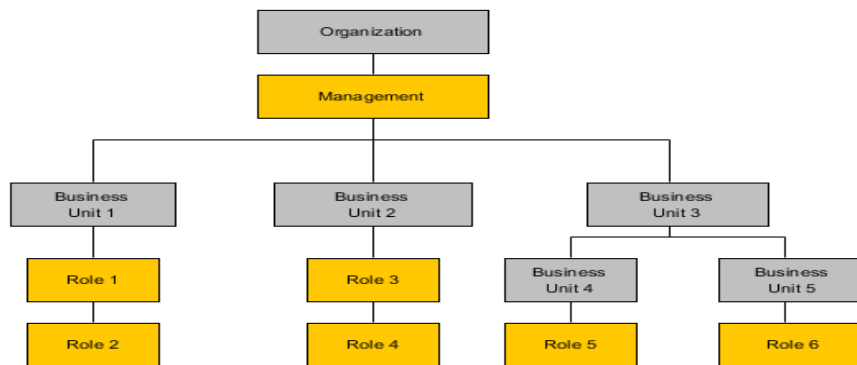 Organization
Management
Business
Unit 1
Business
Unit 2
Business
Unit 3
Role 1
Role 3
Business
Unit 4
Business
Unit 5
Role 2
Role 4
Role 5
Role 6